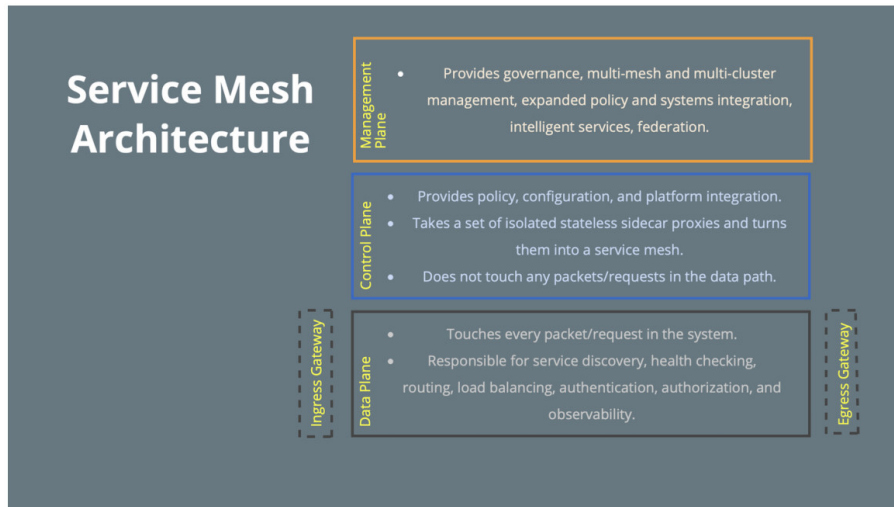 Service Mesh
Architecture
Management
Plane
• Provides governance, multi-mesh and multi-cluster
management, expanded policy and systems integration,
intelligent services, federation.
Control Plane
• Provides policy, configuration, and platform integration.
• Takes a set of isolated stateless sidecar proxies and turns
them into a service mesh.
• Does not touch any packets/requests in the data path.
Ingress Gateway
Data Plane
• Touches every packet/request in the system.
• Responsible for service discovery, health checking,
routing, load balancing, authentication, authorization, and
observability.
Egress Gateway